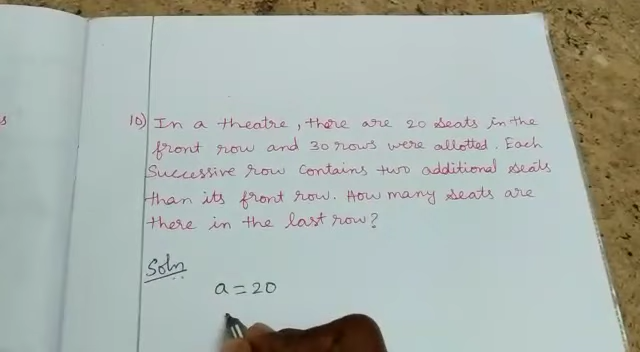 s
10) In a theatre, there are 20 seats in the
front row and 30 rows were allotted. Each
Successive row contains two additional seats
than its front row. How many seats are
there in the last row?
Soln
a = 20